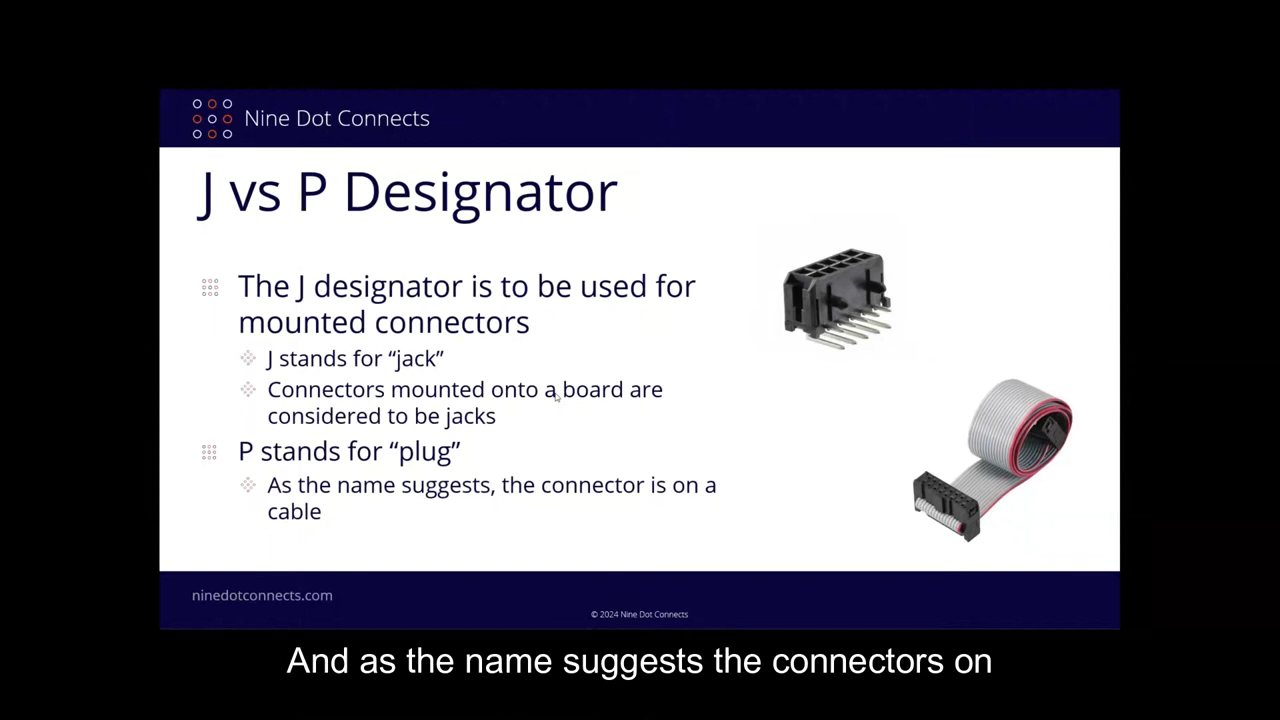 Nine Dot Connects
J vs P Designator
The J designator is to be used for
mounted connectors
J stands for “jack”
Connectors mounted onto a board are
considered to be jacks
P stands for “plug”
As the name suggests, the connector is on a
cable
ninedotconnects.com
© 2024 Nine Dot Connects
And as the name suggests the connectors on